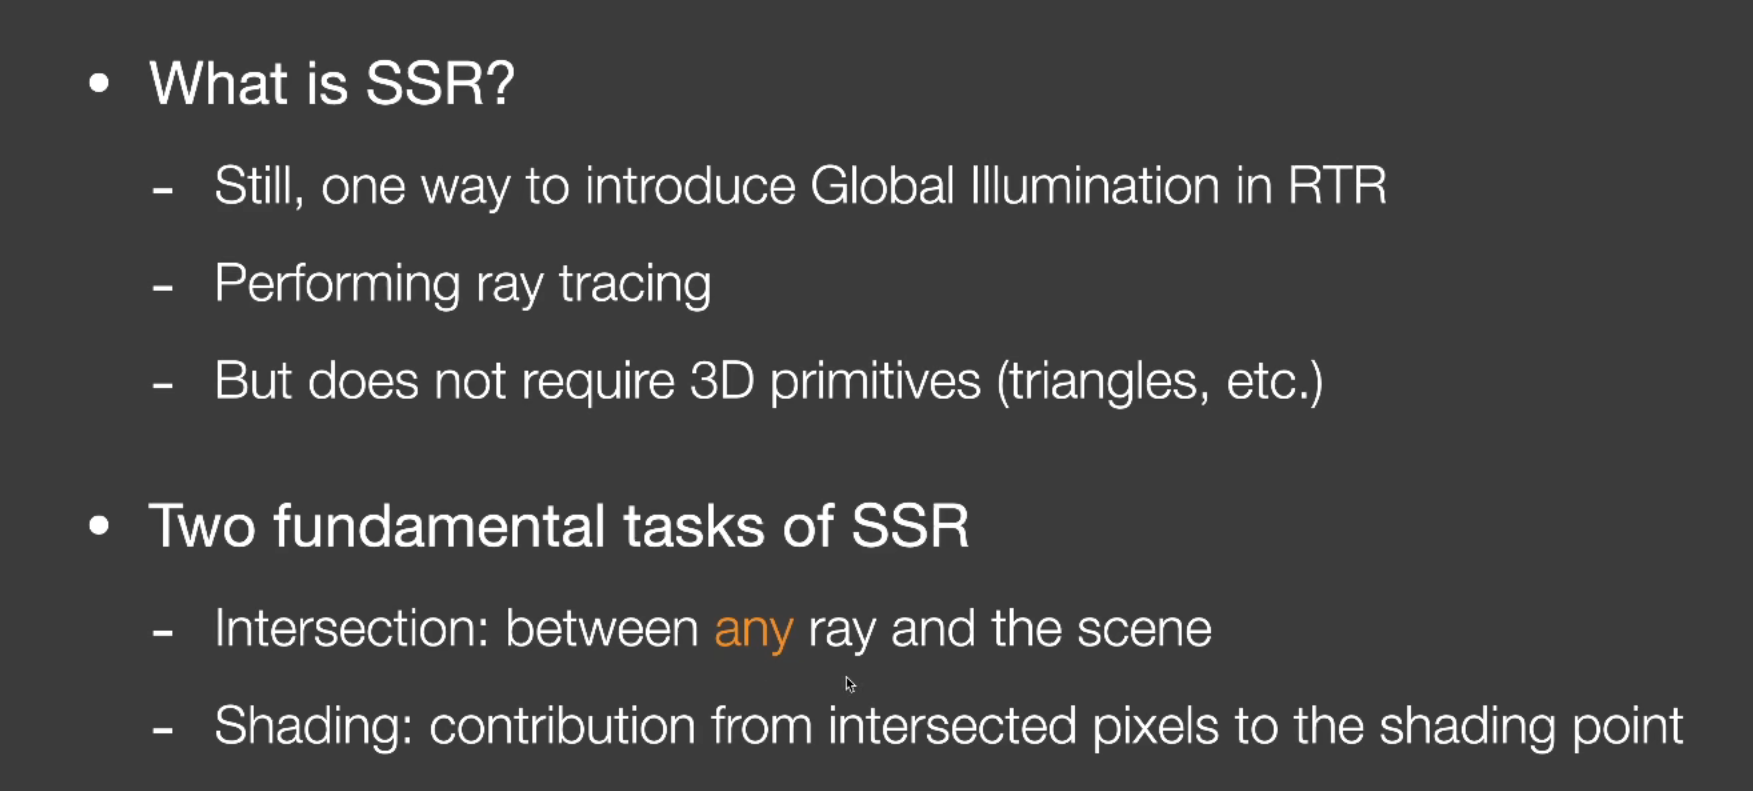 • What is SSR?
- Still, one way to introduce Global Illumination in RTR
- Performing ray tracing
- But does not require 3D primitives (triangles, etc.)
• Two fundamental tasks of SSR
- Intersection: between any ray and the scene
- Shading: contribution from intersected pixels to the shading point